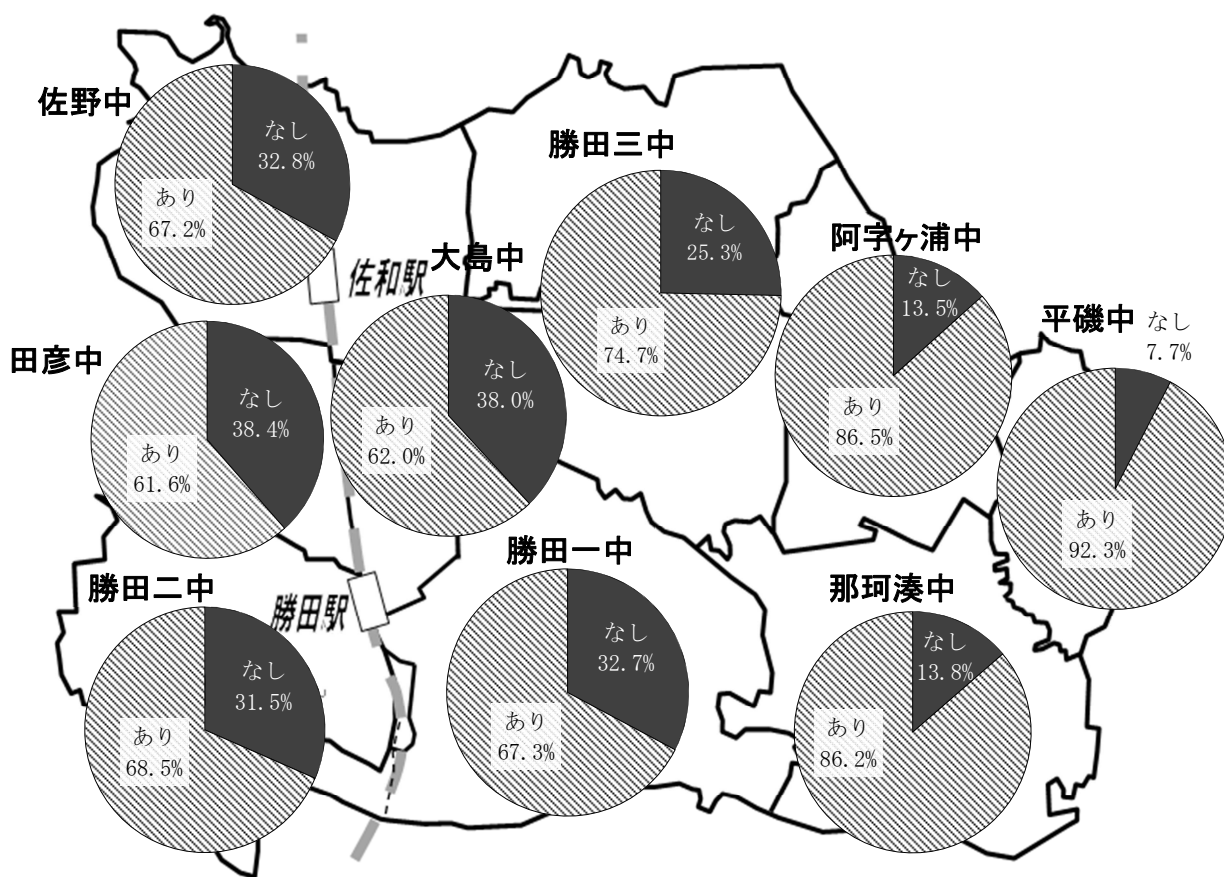 佐野中
なし
32.8%
あり
67.2%
勝田三中
なし
25.3%
あり
74.7%
阿字ヶ浦中
なし
13.5%
あり
86.5%
平磯中
なし
7.7%
あり
92.3%
大島中
なし
38.0%
あり
62.0%
佐和駅
田彦中
なし
38.4%
あり
61.6%
勝田二中
なし
31.5%
あり
68.5%
勝田駅
勝田一中
なし
32.7%
あり
67.3%
那珂湊中
なし
13.8%
あり
86.2%